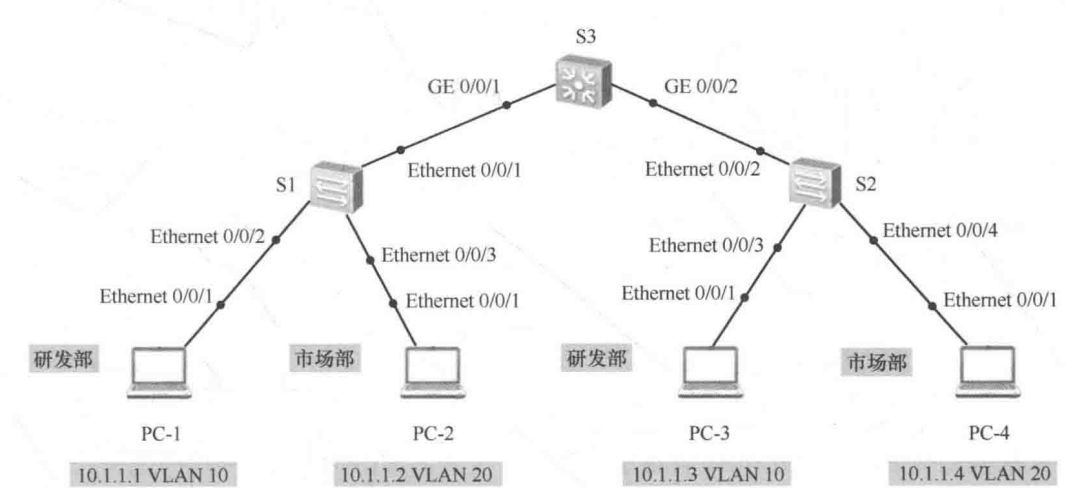 S3
GE 0/0/1
GE 0/0/2
Ethernet 0/0/1
Ethernet 0/0/2
S1
S2
Ethernet 0/0/2
Ethernet 0/0/3
Ethernet 0/0/3
Ethernet 0/0/4
Ethernet 0/0/1
Ethernet 0/0/1
Ethernet 0/0/1
Ethernet 0/0/1
研发部
市场部
研发部
市场部
PC-1
PC-2
PC-3
PC-4
10.1.1.1 VLAN 10
10.1.1.2 VLAN 20
10.1.1.3 VLAN 10
10.1.1.4 VLAN 20